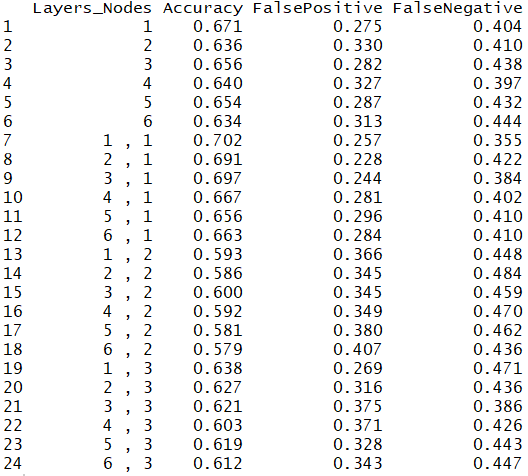 Layers_Nodes Accuracy FalsePositive FalseNegative
1 1 0.671 0.275 0.404
2 2 0.636 0.330 0.410
3 3 0.656 0.282 0.438
4 4 0.640 0.327 0.397
5 5 0.654 0.287 0.432
6 6 0.634 0.313 0.444
7 1 , 1 0.702 0.257 0.355
8 2 , 1 0.691 0.228 0.422
9 3 , 1 0.697 0.244 0.384
10 4 , 1 0.667 0.281 0.402
11 5 , 1 0.656 0.296 0.410
12 6 , 1 0.663 0.284 0.410
13 1 , 2 0.593 0.366 0.448
14 2 , 2 0.586 0.345 0.484
15 3 , 2 0.600 0.345 0.459
16 4 , 2 0.592 0.349 0.470
17 5 , 2 0.581 0.380 0.462
18 6 , 2 0.579 0.407 0.436
19 1 , 3 0.638 0.269 0.471
20 2 , 3 0.627 0.316 0.436
21 3 , 3 0.621 0.375 0.386
22 4 , 3 0.603 0.371 0.426
23 5 , 3 0.619 0.328 0.443
24 6 , 3 0.612 0.343 0.447